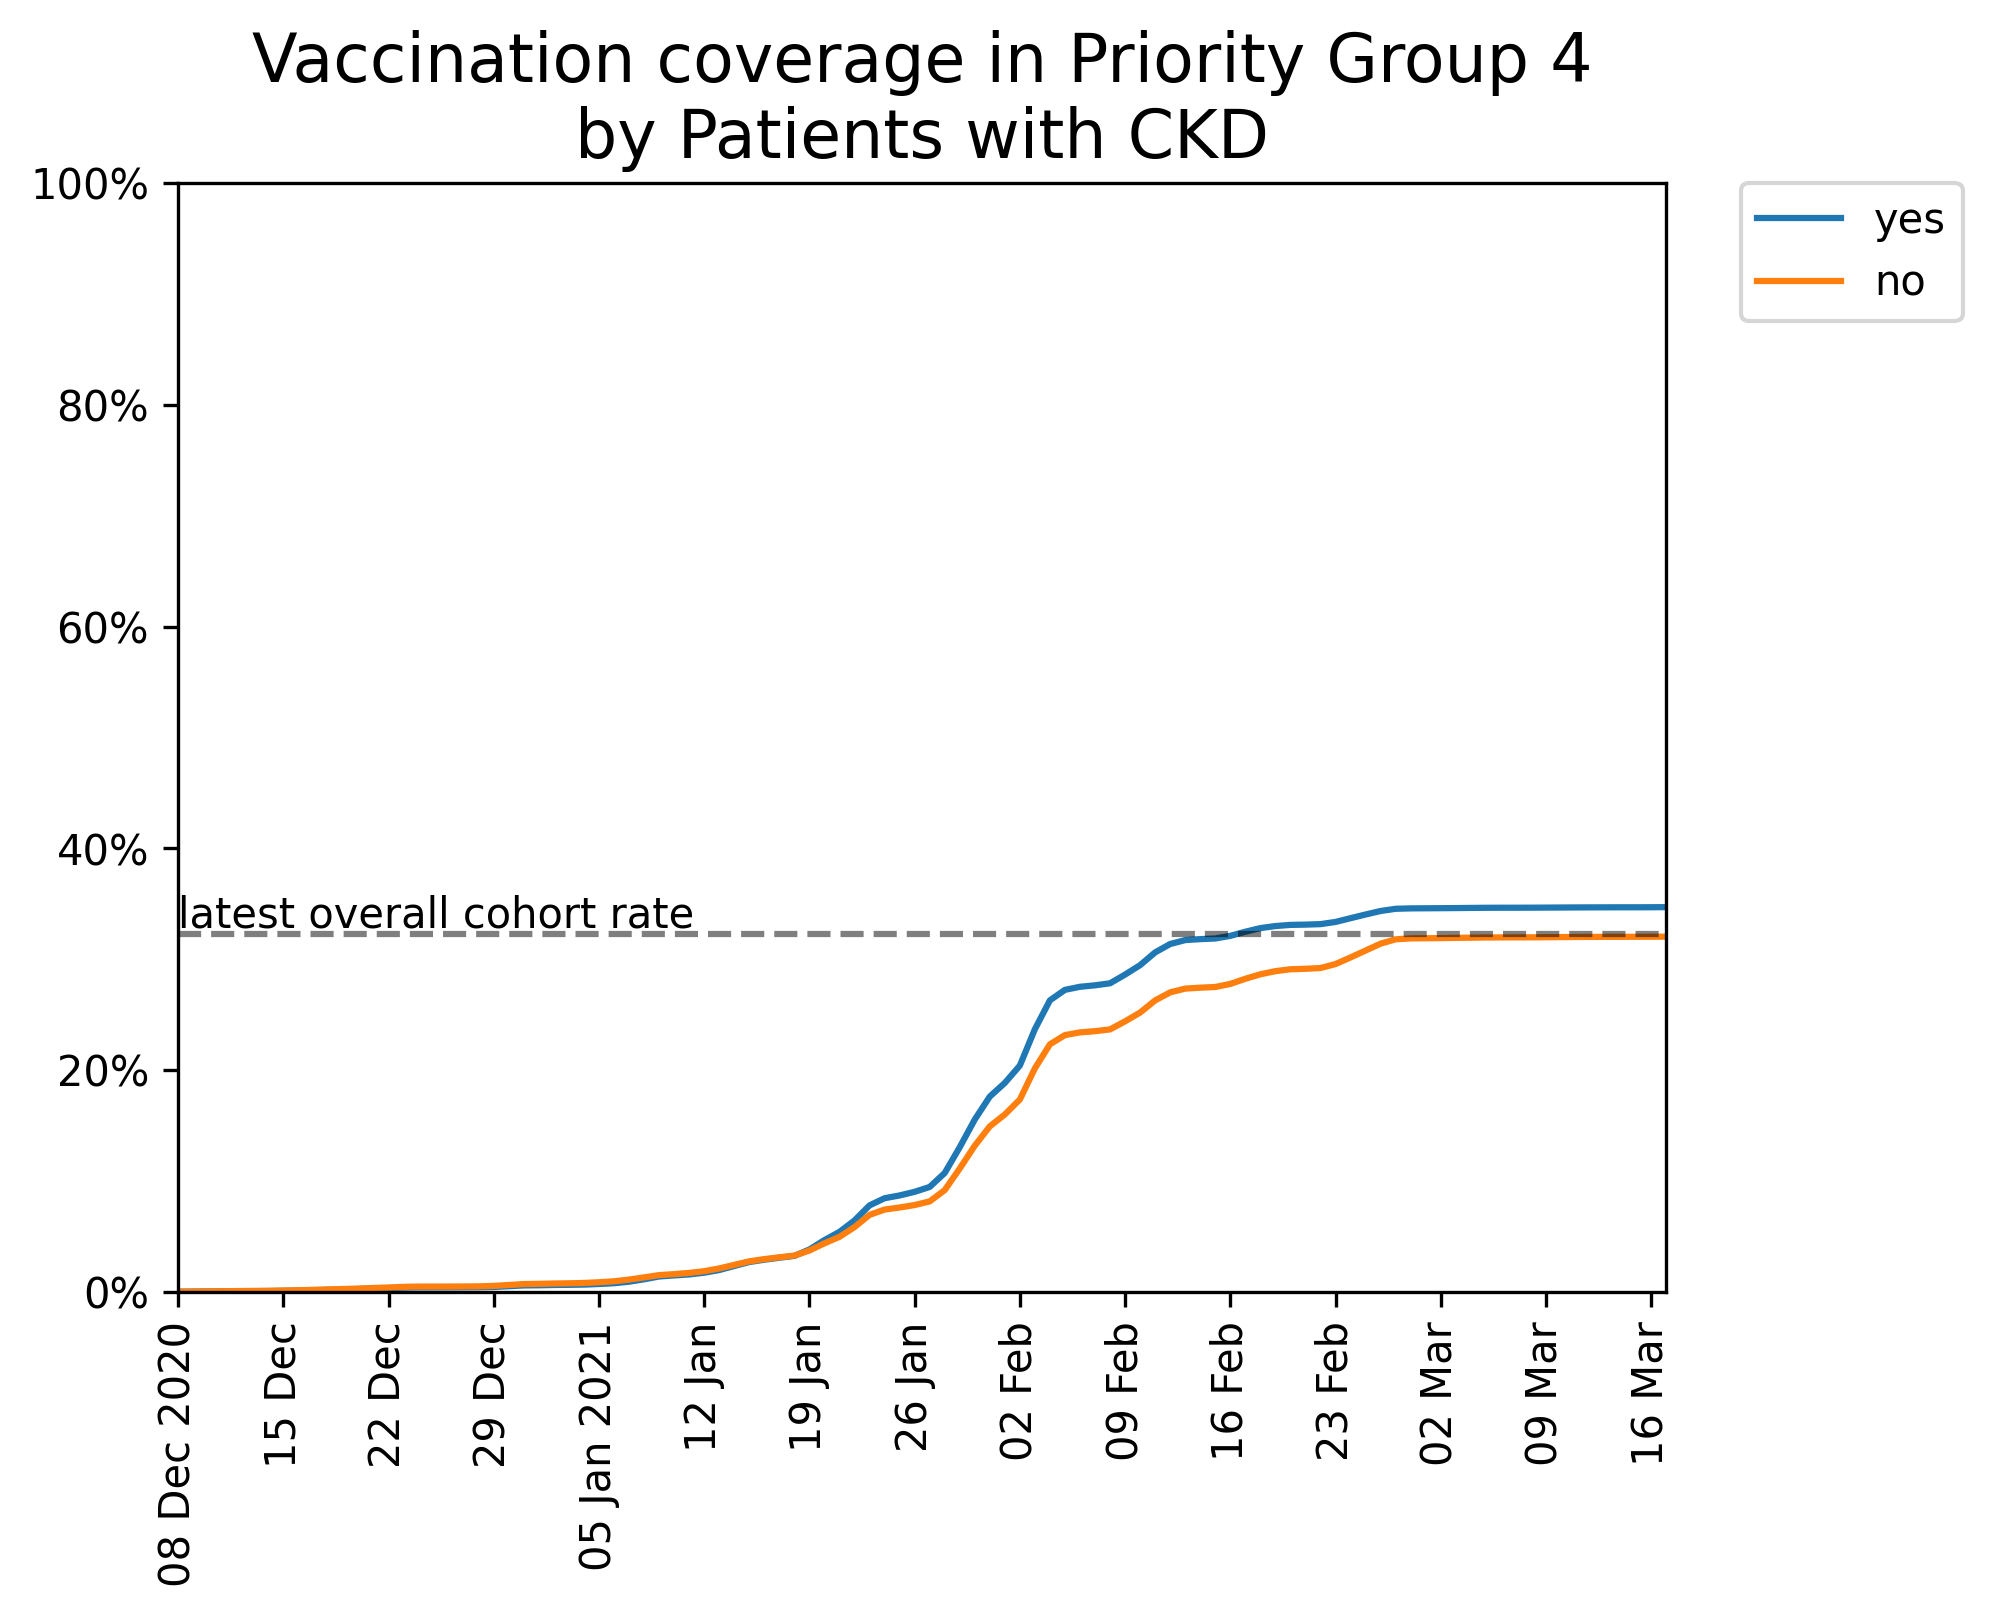 Vaccination coverage in Priority Group 4
by Patients with CKD
100%
80%
60%
40%
20%
0%
latest overall cohort rate
yes
no
08 Dec 2020
15 Dec
22 Dec
29 Dec
05 Jan 2021
12 Jan
19 Jan
26 Jan
02 Feb
09 Feb
16 Feb
23 Feb
02 Mar
09 Mar
16 Mar